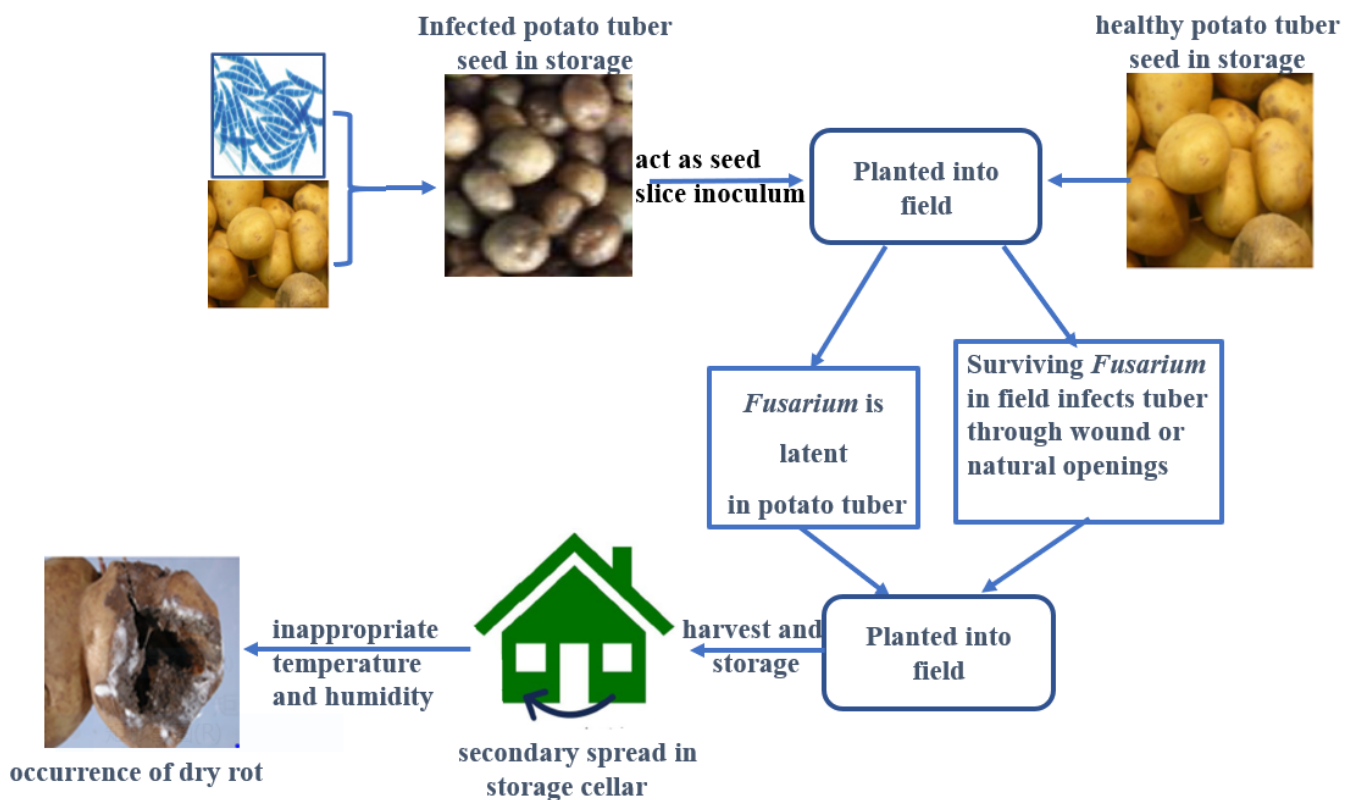 Infected potato tuber
seed in storage
healthy potato tuber
seed in storage
act as seed
slice inoculum
Planted into
field
Fusarium is
latent
in potato tuber
Surviving Fusarium
in field infects tuber
through wound or
natural openings
Planted into
field
harvest and
storage
secondary spread in
storage cellar
inappropriate
temperature
and humidity
occurrence of dry rot